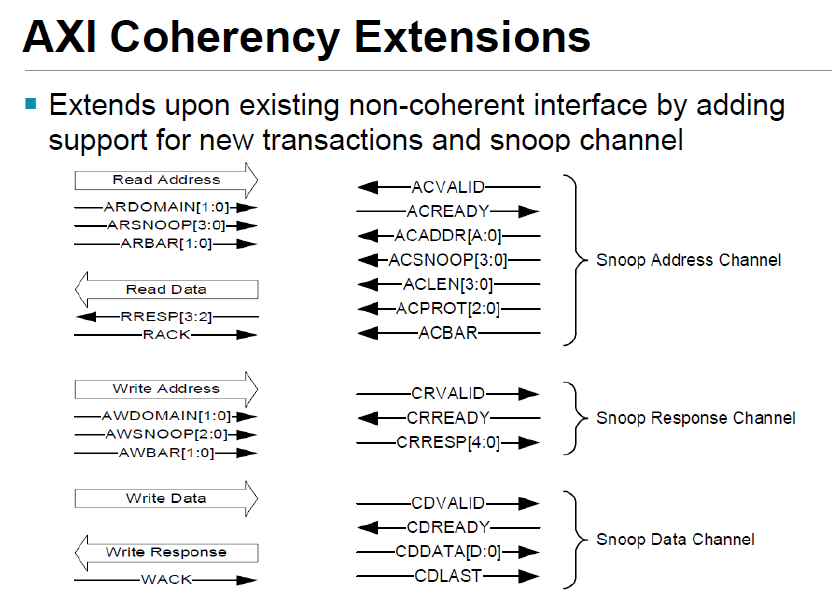 AXI Coherency Extensions
Extends upon existing non-coherent interface by adding
support for new transactions and snoop channel
Read Address
ARDOMAIN[1:0]
ARSNOOP[3:0]
ARBAR[1:0]
Read Data
RRESP[3:2]
RACK
Write Address
AWDOMAIN[1:0]
AWSNOOP[2:0]
AWBAR[1:0]
Write Data
Write Response
WACK
ACVALID
ACREADY
ACADDR[A:0]
ACSNOOP[3:0]
ACLEN[3:0]
ACPROT[2:0]
ACBAR
Snoop Address Channel
CRVALID
CRREADY
CRRESP[4:0]
Snoop Response Channel
CDVALID
CDREADY
CDDATA[D:0]
CDLAST
Snoop Data Channel